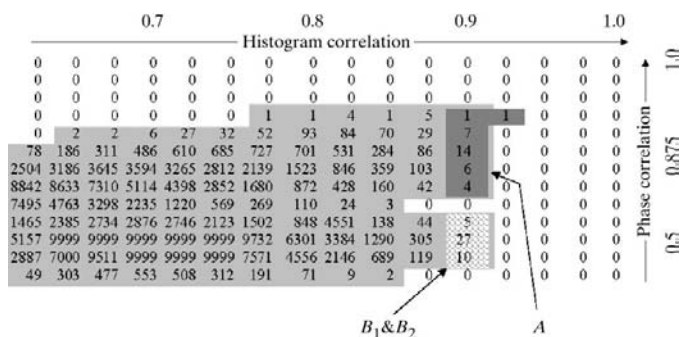 0.7 0.8 0.9 1.0
Histogram correlation
0 0 0 0 0 0 0 0 0 0 0 0 0 0 0 0
0 0 0 0 0 0 0 0 0 0 0 0 0 0 0 0
0 0 0 0 0 0 0 0 0 0 0 0 0 0 0 0
0 0 0 0 0 0 1 1 4 1 5 1 1 0 0 0
0 2 2 6 27 32 52 93 84 70 29 7 0 0 0 0
78 186 311 486 610 685 727 701 531 284 86 14 0 0 0 0
2504 3186 3645 3594 3265 2812 2139 1523 846 359 103 6 0 0 0 0
8842 8633 7310 5114 4398 2852 1680 872 428 160 42 4 0 0 0 0
7495 4763 3298 2235 1220 569 269 110 24 3 0 0 0 0 0 0
1465 2385 2734 2876 2746 2123 1502 848 4551 138 44 5 0 0 0 0
5157 9999 9999 9999 9999 9999 9732 6301 3384 1290 305 27 0 0 0 0
2887 7000 9511 9999 9999 9999 7571 4556 2146 689 119 10 0 0 0 0
49 303 477 553 508 312 191 71 9 2 0 0 0 0 0 0
Phase correlation
1.0
0.875
0.5
B1&B2
A